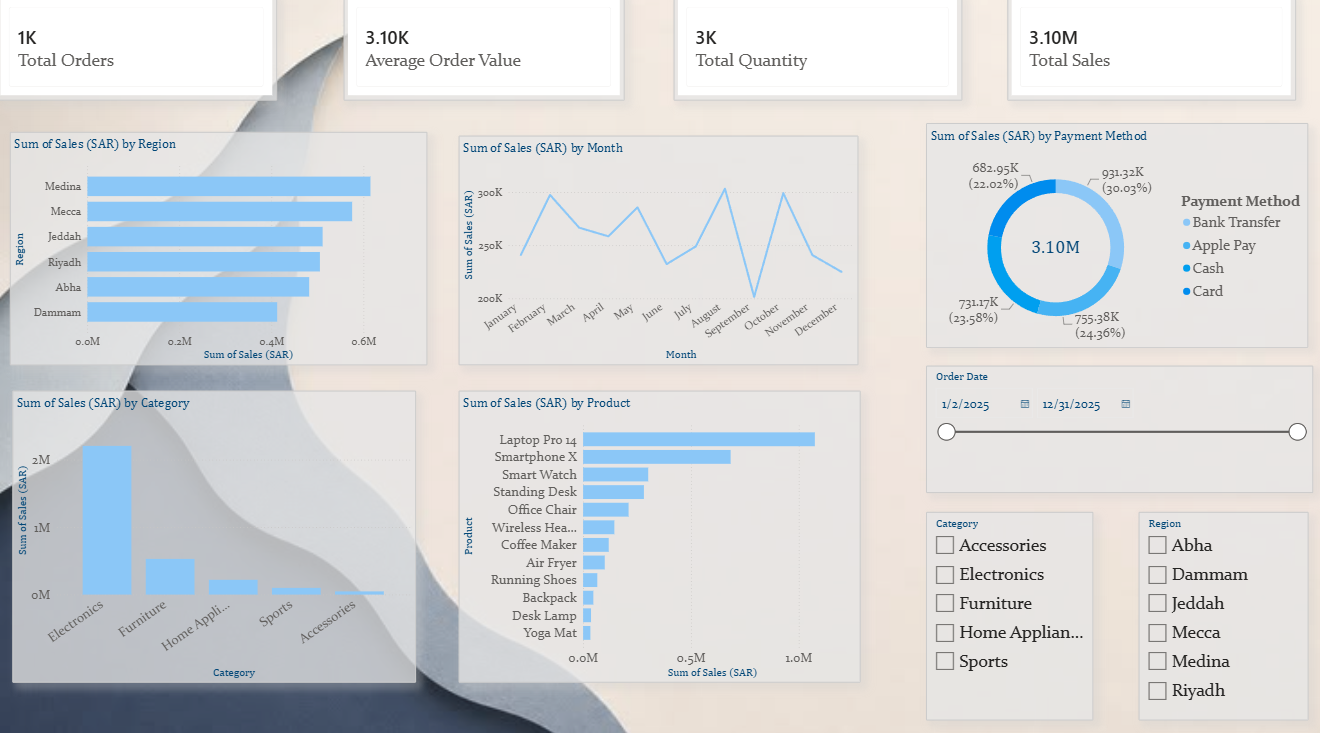 1K
Total Orders
3.10K
Average Order Value
3K
Total Quantity
3.10M
Total Sales
Sum of Sales (SAR) by Region
Region
Medina
Mecca
Jeddah
Riyadh
Abha
Dammam
0.0M 0.2M 0.4M 0.6M
Sum of Sales (SAR)
Sum of Sales (SAR) by Month
Sum of Sales (SAR)
300K
250K
200K
January February March April May June July August September October November December
Month
Sum of Sales (SAR) by Payment Method
682.95K
(22.02%)
931.32K
(30.03%)
3.10M
731.17K
(23.58%)
755.38K
(24.36%)
Payment Method
Bank Transfer
Apple Pay
Cash
Card
Sum of Sales (SAR) by Category
Sum of Sales (SAR)
2M
1M
0M
Electronics Furniture Home Appli... Sports Accessories
Category
Sum of Sales (SAR) by Product
Product
Laptop Pro 14
Smartphone X
Smart Watch
Standing Desk
Office Chair
Wireless Hea...
Coffee Maker
Air Fryer
Running Shoes
Backpack
Desk Lamp
Yoga Mat
0.0M 0.5M 1.0M
Sum of Sales (SAR)
Order Date
1/2/2025 12/31/2025
Category
Accessories
Electronics
Furniture
Home Applian...
Sports
Region
Abha
Dammam
Jeddah
Mecca
Medina
Riyadh